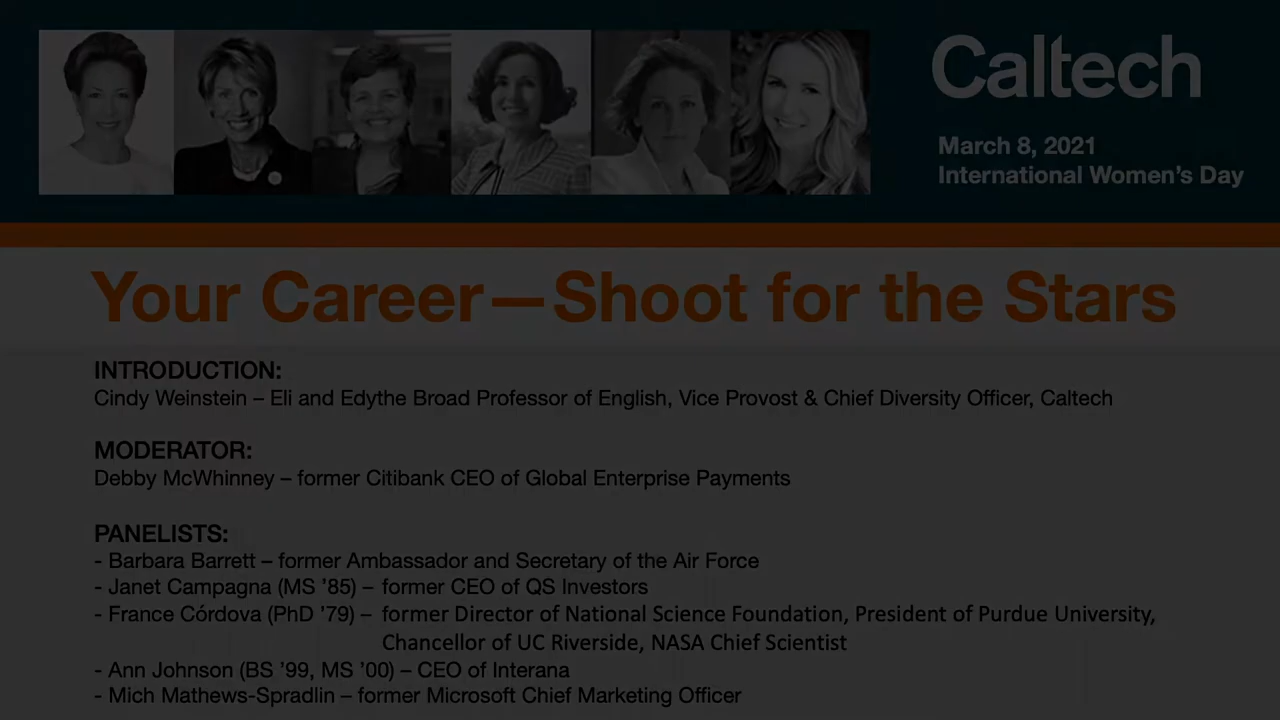 Caltech
March 8, 2021
International Women's Day
Your Career—Shoot for the Stars
INTRODUCTION:
Cindy Weinstein – Eli and Edythe Broad Professor of English, Vice Provost & Chief Diversity Officer, Caltech
MODERATOR:
Debby McWhinney – former Citibank CEO of Global Enterprise Payments
PANELISTS:
- Barbara Barrett – former Ambassador and Secretary of the Air Force
- Janet Campagna (MS '85) – former CEO of QS Investors
- France Córdova (PhD '79) – former Director of National Science Foundation, President of Purdue University,
Chancellor of UC Riverside, NASA Chief Scientist
- Ann Johnson (BS '99, MS '00) – CEO of Interana
- Mich Mathews-Spradlin – former Microsoft Chief Marketing Officer